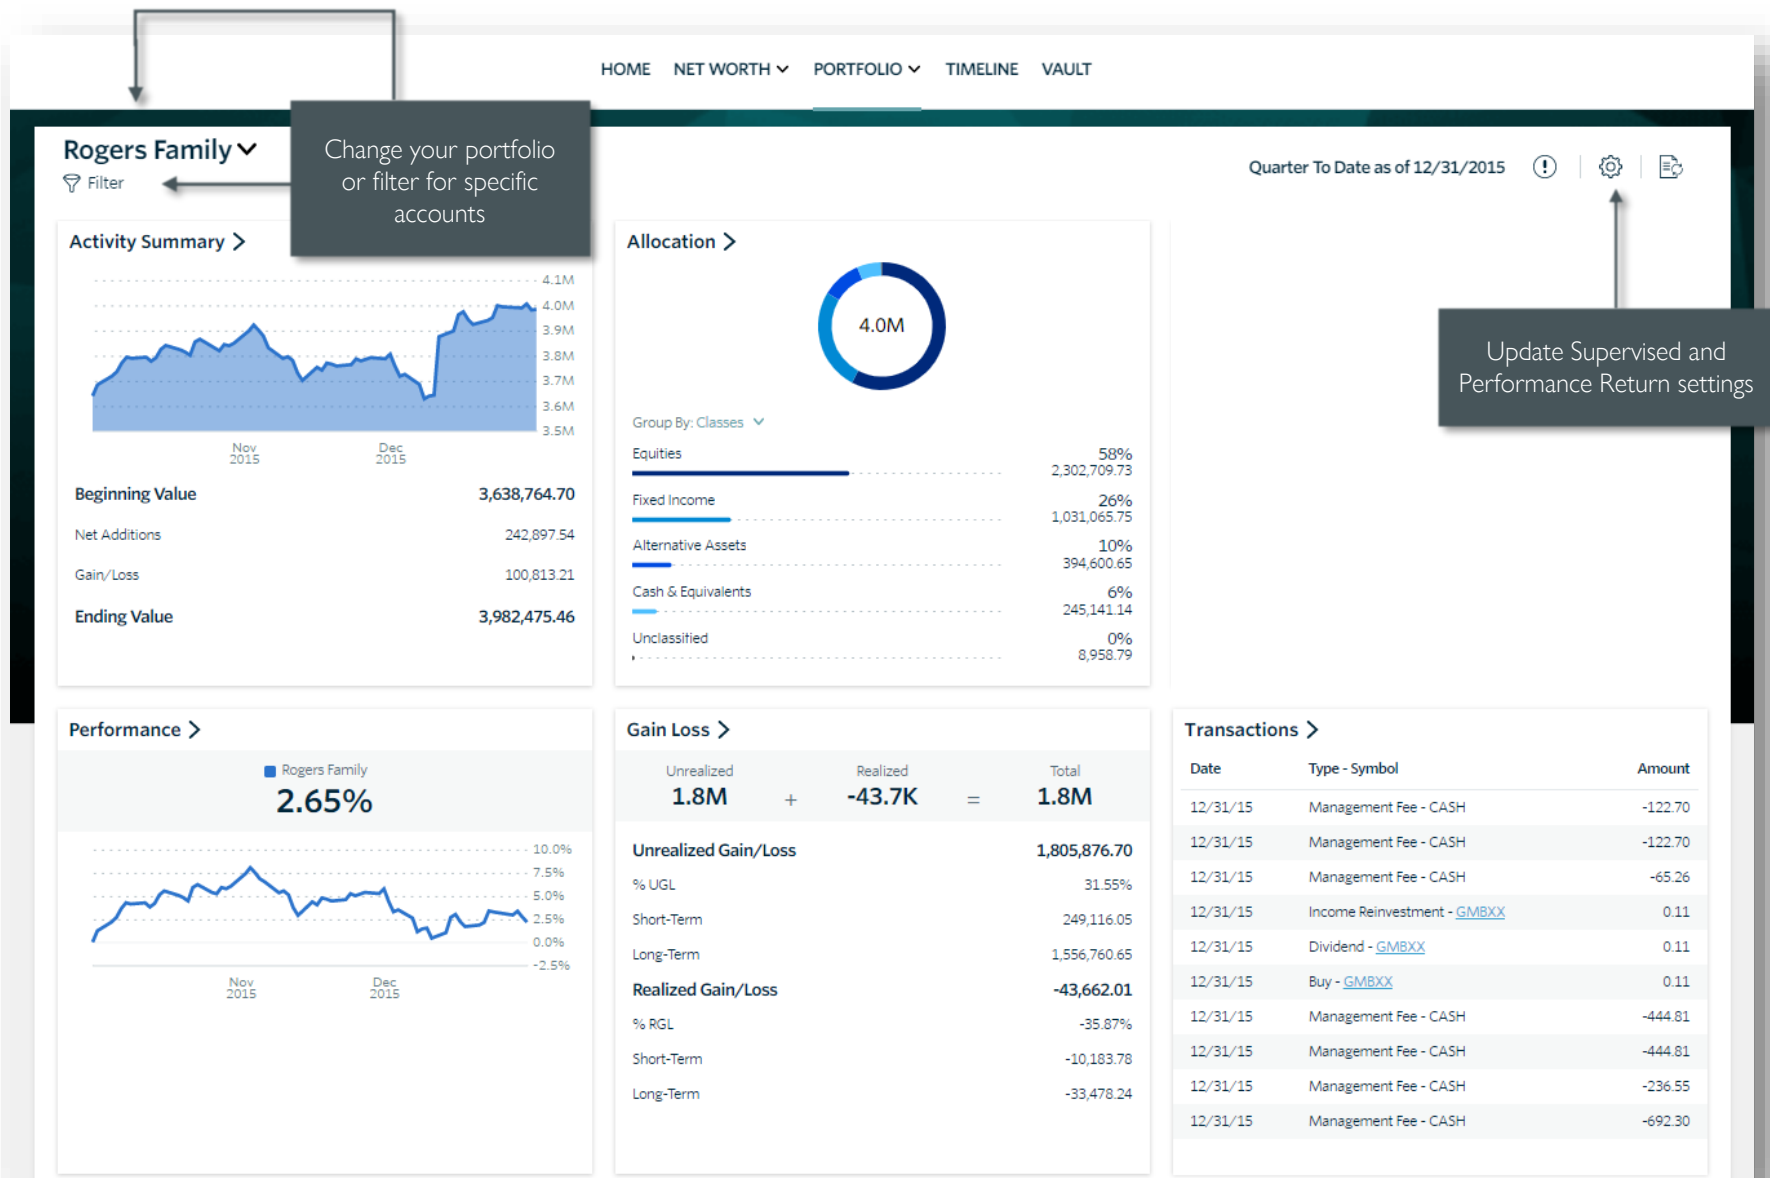 HOME NET WORTH PORTFOLIO TIMELINE VAULT
Rogers Family
Filter
Change your portfolio
or filter for specific
accounts
Quarter To Date as of 12/31/2015
Update Supervised and
Performance Return settings
Activity Summary
4.1M
4.0M
3.9M
3.8M
3.7M
3.6M
3.5M
Nov Dec
2015 2015
Beginning Value 3,638,764.70
Net Additions 242,897.54
Gain/Loss 100,813.21
Ending Value 3,982,475.46
Allocation
4.0M
Group By: Classes
Equities 58%
2,302,709.73
Fixed Income 26%
1,031,065.75
Alternative Assets 10%
394,600.65
Cash & Equivalents 6%
245,141.14
Unclassified 0%
8,958.79
Performance
Rogers Family
2.65%
10.0%
7.5%
5.0%
2.5%
0.0%
-2.5%
Nov Dec
2015 2015
Gain Loss
Unrealized Realized Total
1.8M + -43.7K = 1.8M
Unrealized Gain/Loss 1,805,876.70
% UGL 31.55%
Short-Term 249,116.05
Long-Term 1,556,760.65
Realized Gain/Loss -43,662.01
% RGL -35.87%
Short-Term -10,183.78
Long-Term -33,478.24
Transactions
Date Type - Symbol Amount
12/31/15 Management Fee - CASH -122.70
12/31/15 Management Fee - CASH -122.70
12/31/15 Management Fee - CASH -65.26
12/31/15 Income Reinvestment - GMBXX 0.11
12/31/15 Dividend - GMBXX 0.11
12/31/15 Buy - GMBXX 0.11
12/31/15 Management Fee - CASH -444.81
12/31/15 Management Fee - CASH -444.81
12/31/15 Management Fee - CASH -236.55
12/31/15 Management Fee - CASH -692.30